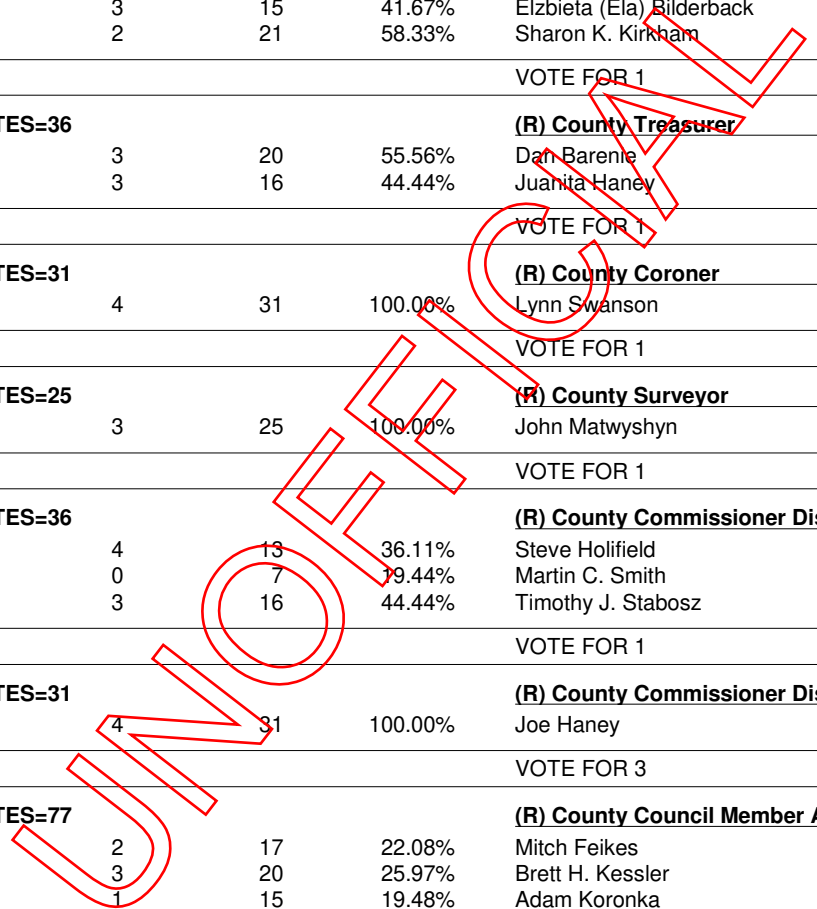 3 15 41.67% Elzbieta (Ela) Bilderback
2 21 58.33% Sharon K. Kirkham
VOTE FOR 1
TES=36 (R) County Treasurer
3 20 55.56% Dan Barenie
3 16 44.44% Juanita Haney
VOTE FOR 1
TES=31 (R) County Coroner
4 31 100.00% Lynn Swanson
VOTE FOR 1
TES=25 (R) County Surveyor
3 25 100.00% John Matwyshyn
VOTE FOR 1
TES=36 (R) County Commissioner Dis
4 13 36.11% Steve Holifield
0 7 19.44% Martin C. Smith
3 16 44.44% Timothy J. Stabosz
VOTE FOR 1
TES=31 (R) County Commissioner Dis
4 31 100.00% Joe Haney
VOTE FOR 3
TES=77 (R) County Council Member A
2 17 22.08% Mitch Feikes
3 20 25.97% Brett H. Kessler
1 15 19.48% Adam Koronka
UNOFFICIAL